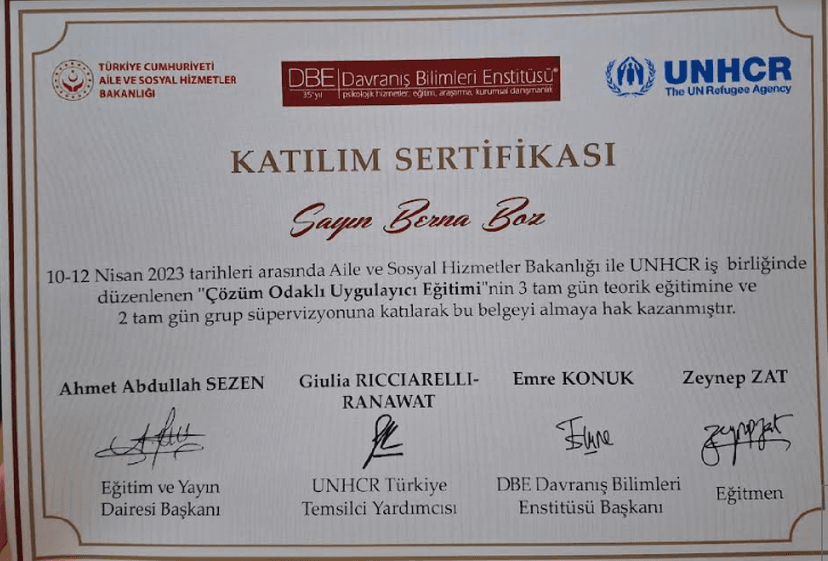 TÜRKİYE CUMHURİYETİ
AİLE VE SOSYAL HİZMETLER
BAKANLIĞI
DBE Davranış Bilimleri Enstitüsü®
35.yıl psikolojik hizmetler, eğitim, araştırma, kurumsal danışmanlık
UNHCR
The UN Refugee Agency
KATILIM SERTİFİKASI
Sayın Berna Boz
10-12 Nisan 2023 tarihleri arasında Aile ve Sosyal Hizmetler Bakanlığı ile UNHCR iş birliğinde
düzenlenen "Çözüm Odaklı Uygulayıcı Eğitimi"nin 3 tam gün teorik eğitimine ve
2 tam gün grup süpervizyonuna katılarak bu belgeyi almaya hak kazanmıştır.
Ahmet Abdullah SEZEN
Giulia RICCIARELLI-
RANAWAT
Emre KONUK
Zeynep ZAT
Emre
zeynepzat
Eğitim ve Yayın
Dairesi Başkanı
UNHCR Türkiye
Temsilci Yardımcısı
DBE Davranış Bilimleri
Enstitüsü Başkanı
Eğitmen